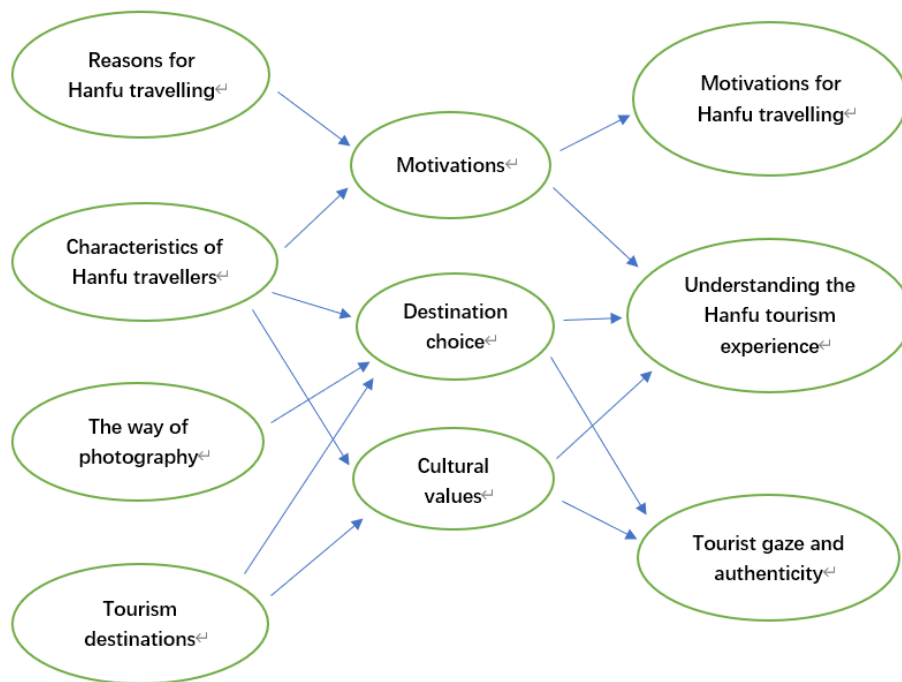 Reasons for
Hanfu travelling
Characteristics of
Hanfu travellers
The way of
photography
Tourism
destinations
Motivations
Destination
choice
Cultural
values
Motivations for
Hanfu travelling
Understanding the
Hanfu tourism
experience
Tourist gaze and
authenticity